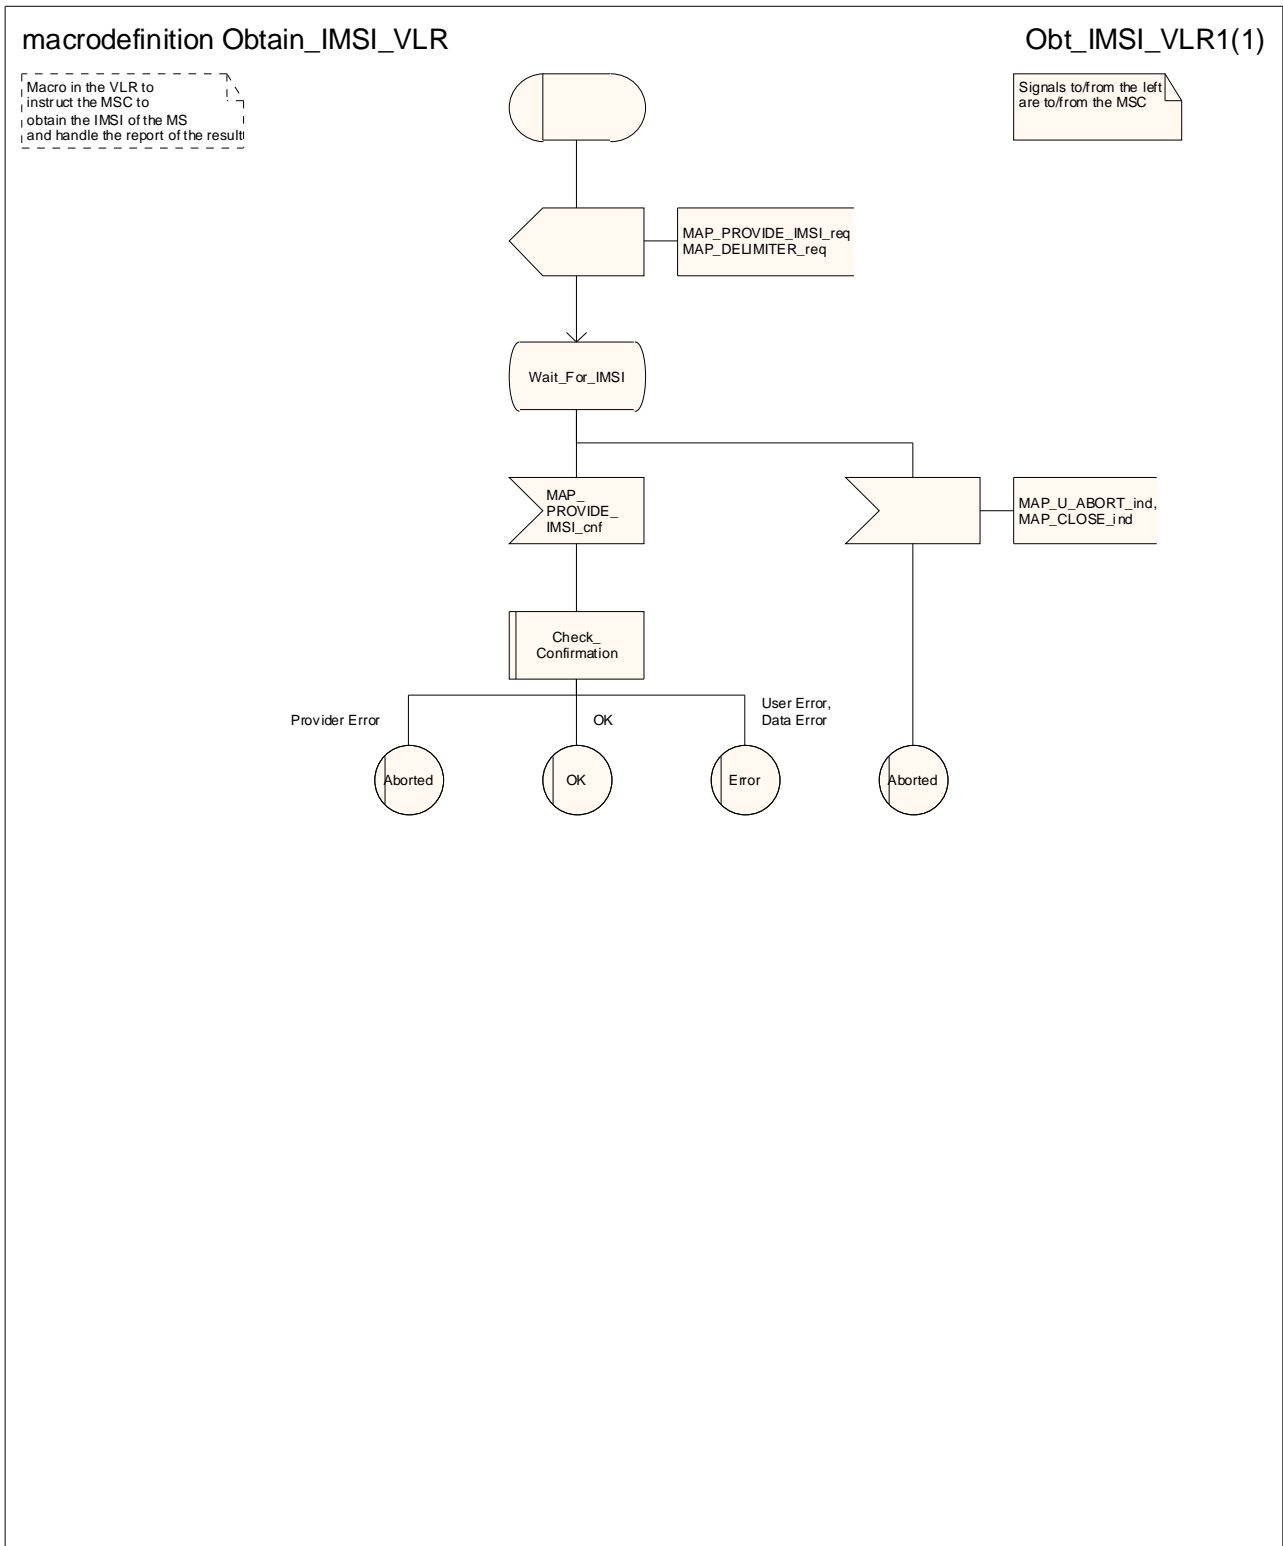 macrodefinition Obtain_IMSI_VLR
Obt_IMSI_VLR1(1)
Macro in the VLR to
instruct the MSC to
obtain the IMSI of the MS
and handle the report of the result
Signals to/from the left
are to/from the MSC
MAP_PROVIDE_IMSI_req
MAP_DELIMITER_req
Wait_For_IMSI
MAP_
PROVIDE_
IMSI_cnf
MAP_U_ABORT_ind,
MAP_CLOSE_ind
Check_
Confirmation
Provider Error
OK
User Error,
Data Error
Aborted
OK
Error
Aborted